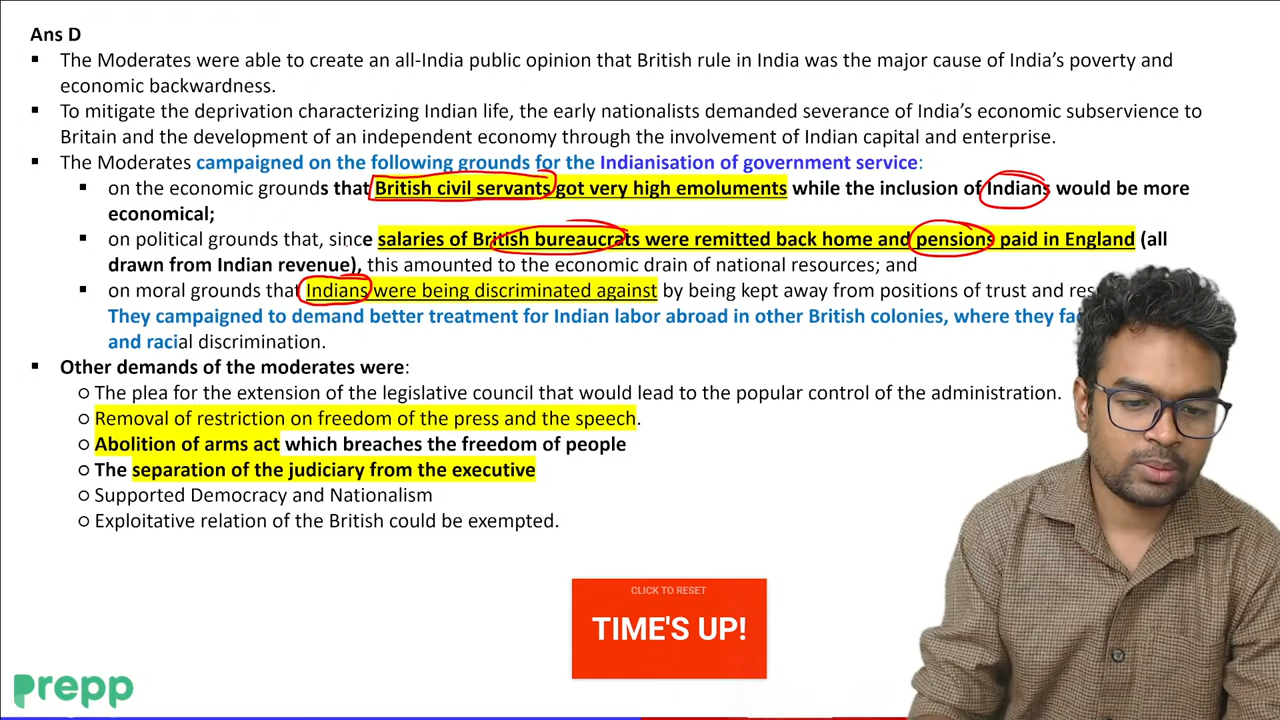 Ans D
▪ The Moderates were able to create an all-India public opinion that British rule in India was the major cause of India's poverty and
economic backwardness.
▪ To mitigate the deprivation characterizing Indian life, the early nationalists demanded severance of India's economic subservience to
Britain and the development of an independent economy through the involvement of Indian capital and enterprise.
▪ The Moderates campaigned on the following grounds for the Indianisation of government service:
▪ on the economic grounds that British civil servants got very high emoluments while the inclusion of Indians would be more
economical;
▪ on political grounds that, since salaries of British bureaucrats were remitted back home and pensions paid in England (all
drawn from Indian revenue), this amounted to the economic drain of national resources; and
▪ on moral grounds that Indians were being discriminated against by being kept away from positions of trust and
They campaigned to demand better treatment for Indian labor abroad in other British colonies, where they
and racial discrimination.
▪ Other demands of the moderates were:
○ The plea for the extension of the legislative council that would lead to the popular control of the administration.
○ Removal of restriction on freedom of the press and the speech.
○ Abolition of arms act which breaches the freedom of people
○ The separation of the judiciary from the executive
○ Supported Democracy and Nationalism
○ Exploitative relation of the British could be exempted.
CLICK TO RESET
TIME'S UP!
prepp